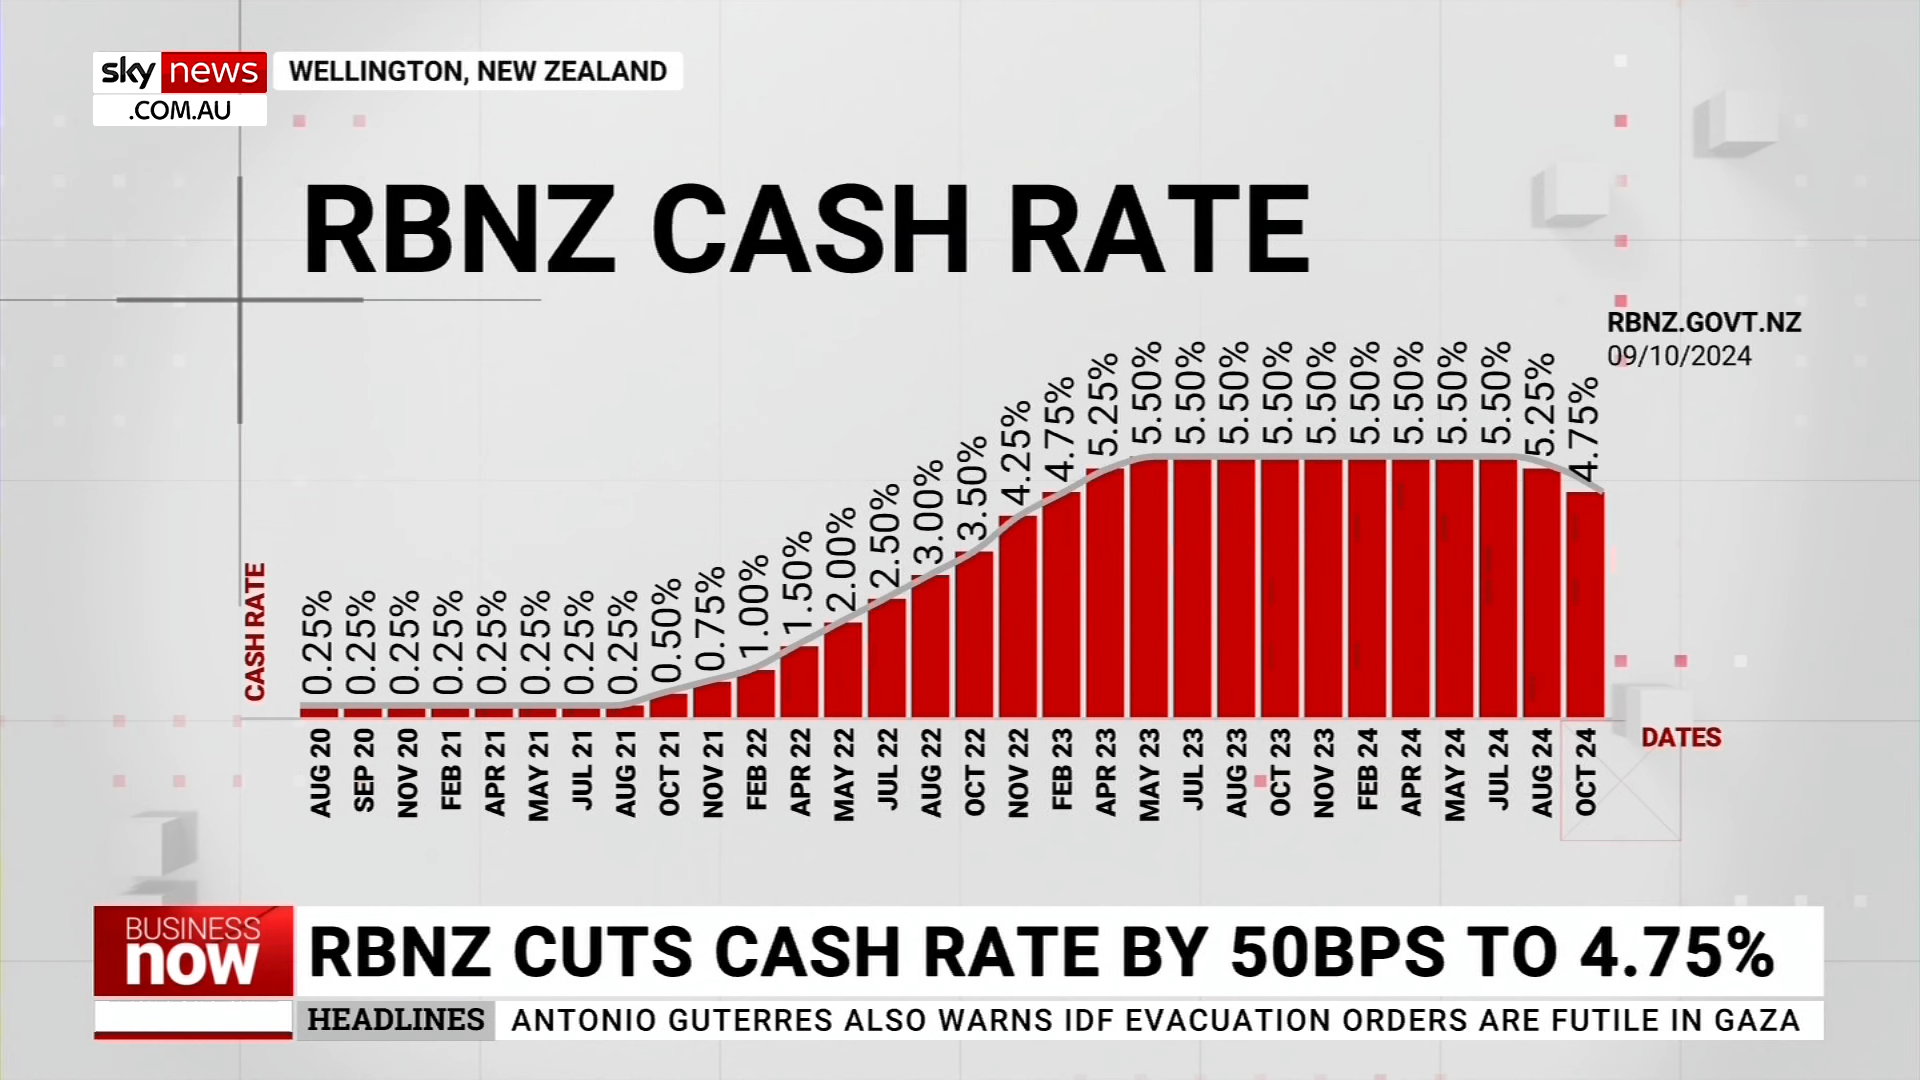 sky news
.COM.AU
WELLINGTON, NEW ZEALAND
RBNZ CASH RATE
RBNZ.GOVT.NZ
09/10/2024
CASH RATE
0.25% 0.25% 0.25% 0.25% 0.25% 0.25% 0.25% 0.25% 0.50% 0.75% 1.00% 1.50% 2.00% 2.50% 3.00% 3.50% 4.25% 4.75% 5.25% 5.50% 5.50% 5.50% 5.50% 5.50% 5.50% 5.50% 5.50% 5.50% 5.25% 4.75%
AUG 20 SEP 20 NOV 20 FEB 21 APR 21 MAY 21 JUL 21 AUG 21 OCT 21 NOV 21 FEB 22 APR 22 MAY 22 JUL 22 AUG 22 OCT 22 NOV 22 FEB 23 APR 23 MAY 23 JUL 23 AUG 23 OCT 23 NOV 23 FEB 24 APR 24 MAY 24 JUL 24 AUG 24 OCT 24
DATES
BUSINESS
now
RBNZ CUTS CASH RATE BY 50BPS TO 4.75%
HEADLINES ANTONIO GUTERRES ALSO WARNS IDF EVACUATION ORDERS ARE FUTILE IN GAZA